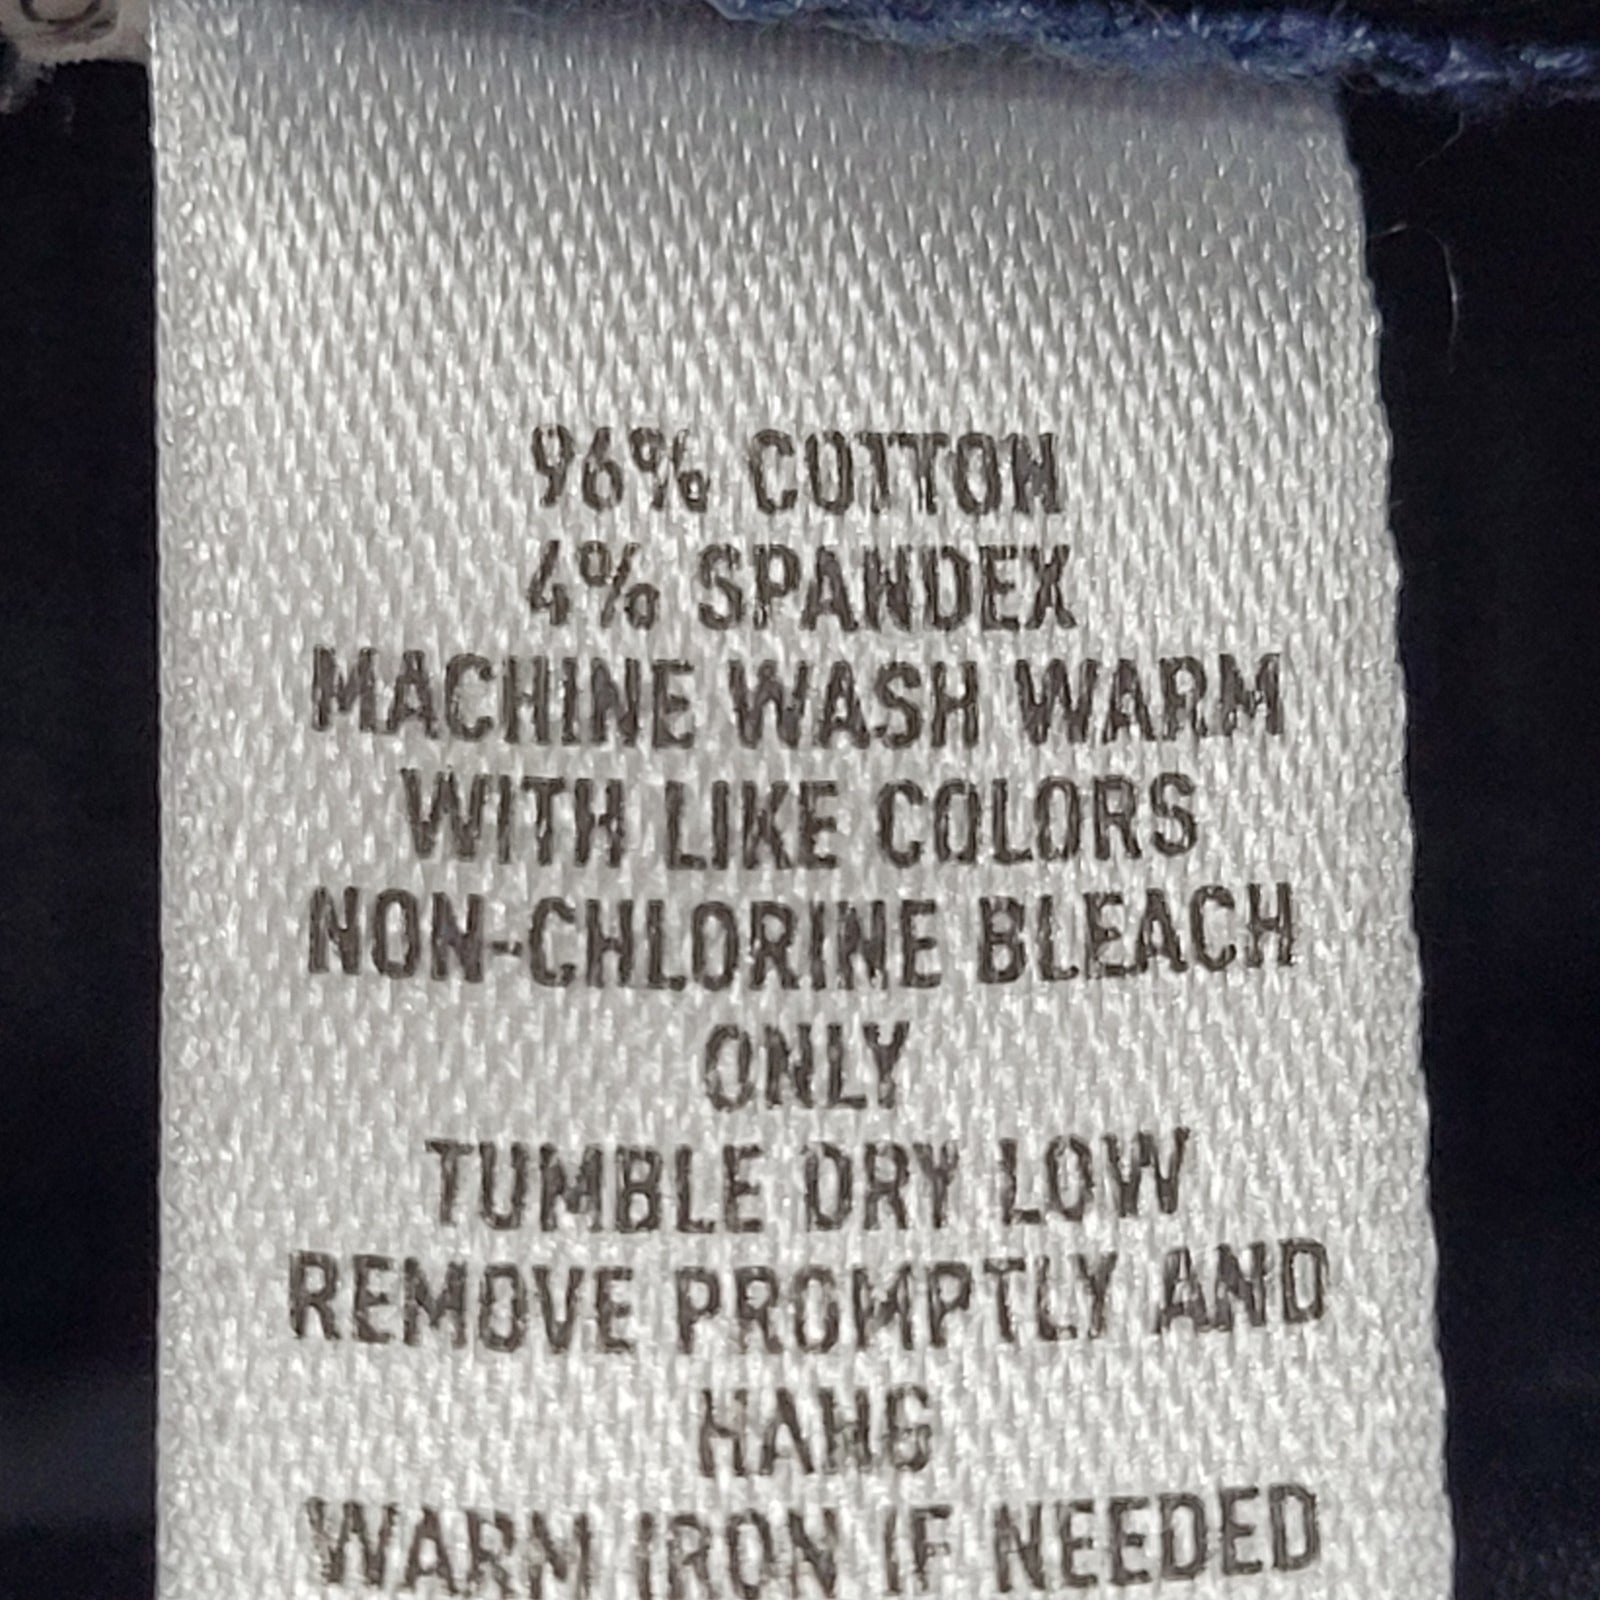 96% COTTON
4% SPANDEX
MACHINE WASH WARM
WITH LIKE COLORS
NON-CHLORINE BLEACH
ONLY
TUMBLE DRY LOW
REMOVE PROMPTLY AND
HANG
WARM IRON IF NEEDED